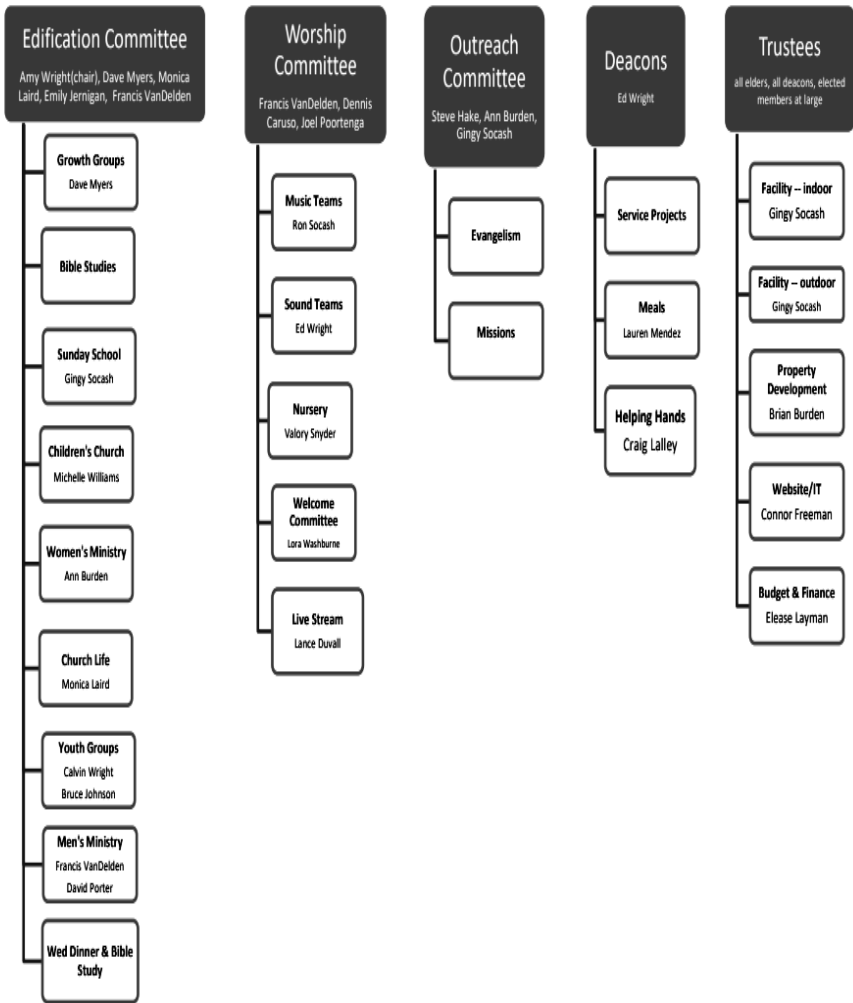 Edification Committee
Amy Wright(chair), Dave Myers, Monica
Laird, Emily Jernigan,  Francis VanDelden
Growth Groups
Dave Myers
Bible Studies
Sunday School
Gingy Socash
Children's Church
Michelle Williams
Women's Ministry
Ann Burden
Church Life
Monica Laird
Youth Groups
Calvin Wright
Bruce Johnson
Men's Ministry
Francis VanDelden
David Porter
Wed Dinner & Bible
Study
Worship
Committee
Francis VanDelden, Dennis
Caruso, Joel Poortenga
Music Teams
Ron Socash
Sound Teams
Ed Wright
Nursery
Valory Snyder
Welcome
Committee
Lora Washburne
Live Stream
Lance Duvall
Outreach
Committee
Steve Hake, Ann Burden,
Gingy Socash
Evangelism
Missions
Deacons
Ed Wright
Service Projects
Meals
Lauren Mendez
Helping Hands
Craig Lalley
Trustees
all elders, all deacons, elected
members at large
Facility -- indoor
Gingy Socash
Facility -- outdoor
Gingy Socash
Property
Development
Brian Burden
Website/IT
Connor Freeman
Budget & Finance
Elease Layman